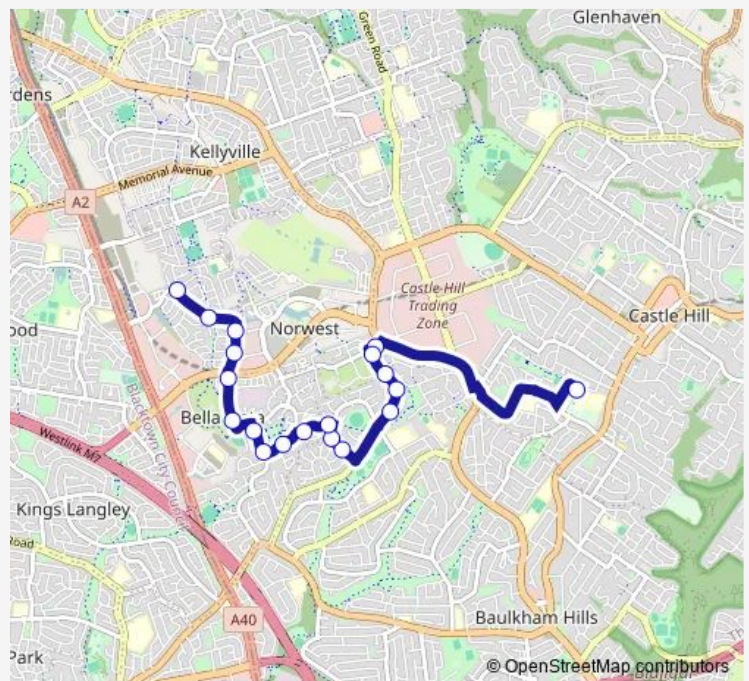 Glenhaven
Green Road
rdens
Kellyville
Memorial Avenue
A2
Castle Hill
Trading
Zone
Castle Hill
Norwest
ood
Bella
Blacktown City Council
Westlink M7
Kings Langley
Road
A40
Baulkham Hills
Park
© OpenStreetMap contributors